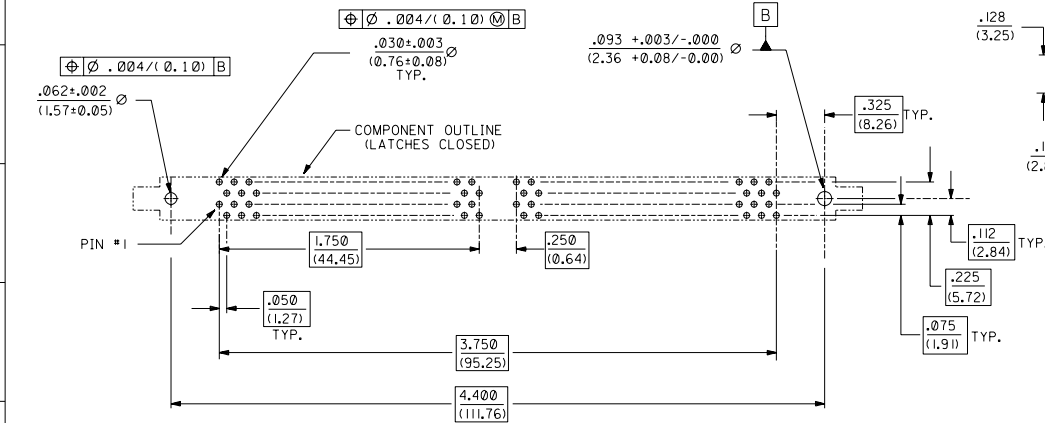 ⌖ Ø .004/(0.10) Ⓜ B
.030±.003 Ø
(0.76±0.08)
TYP.
B
.093 +.003/-.000 Ø
(2.36 +0.08/-0.00)
.128
(3.25)
⌖ Ø .004/(0.10) B
.062±.002 Ø
(1.57±0.05)
.325
(8.26)
TYP.
COMPONENT OUTLINE
(LATCHES CLOSED)
PIN #1
1.750
(44.45)
.250
(0.64)
.112
(2.84)
TYP.
.225
(5.72)
.050
(1.27)
TYP.
.075
(1.91)
TYP.
3.750
(95.25)
4.400
(111.76)